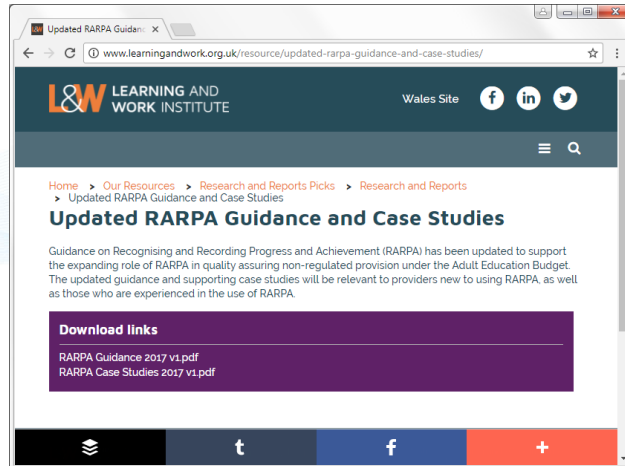 Updated RARPA Guidanc
www.learningandwork.org.uk/resource/updated-rarpa-guidance-and-case-studies/
L&W LEARNING AND
WORK INSTITUTE
Wales Site
Home > Our Resources > Research and Reports Picks > Research and Reports
> Updated RARPA Guidance and Case Studies
Updated RARPA Guidance and Case Studies
Guidance on Recognising and Recording Progress and Achievement (RARPA) has been updated to support
the expanding role of RARPA in quality assuring non-regulated provision under the Adult Education Budget.
The updated guidance and supporting case studies will be relevant to providers new to using RARPA, as well
as those who are experienced in the use of RARPA.
Download links
RARPA Guidance 2017 v1.pdf
RARPA Case Studies 2017 v1.pdf